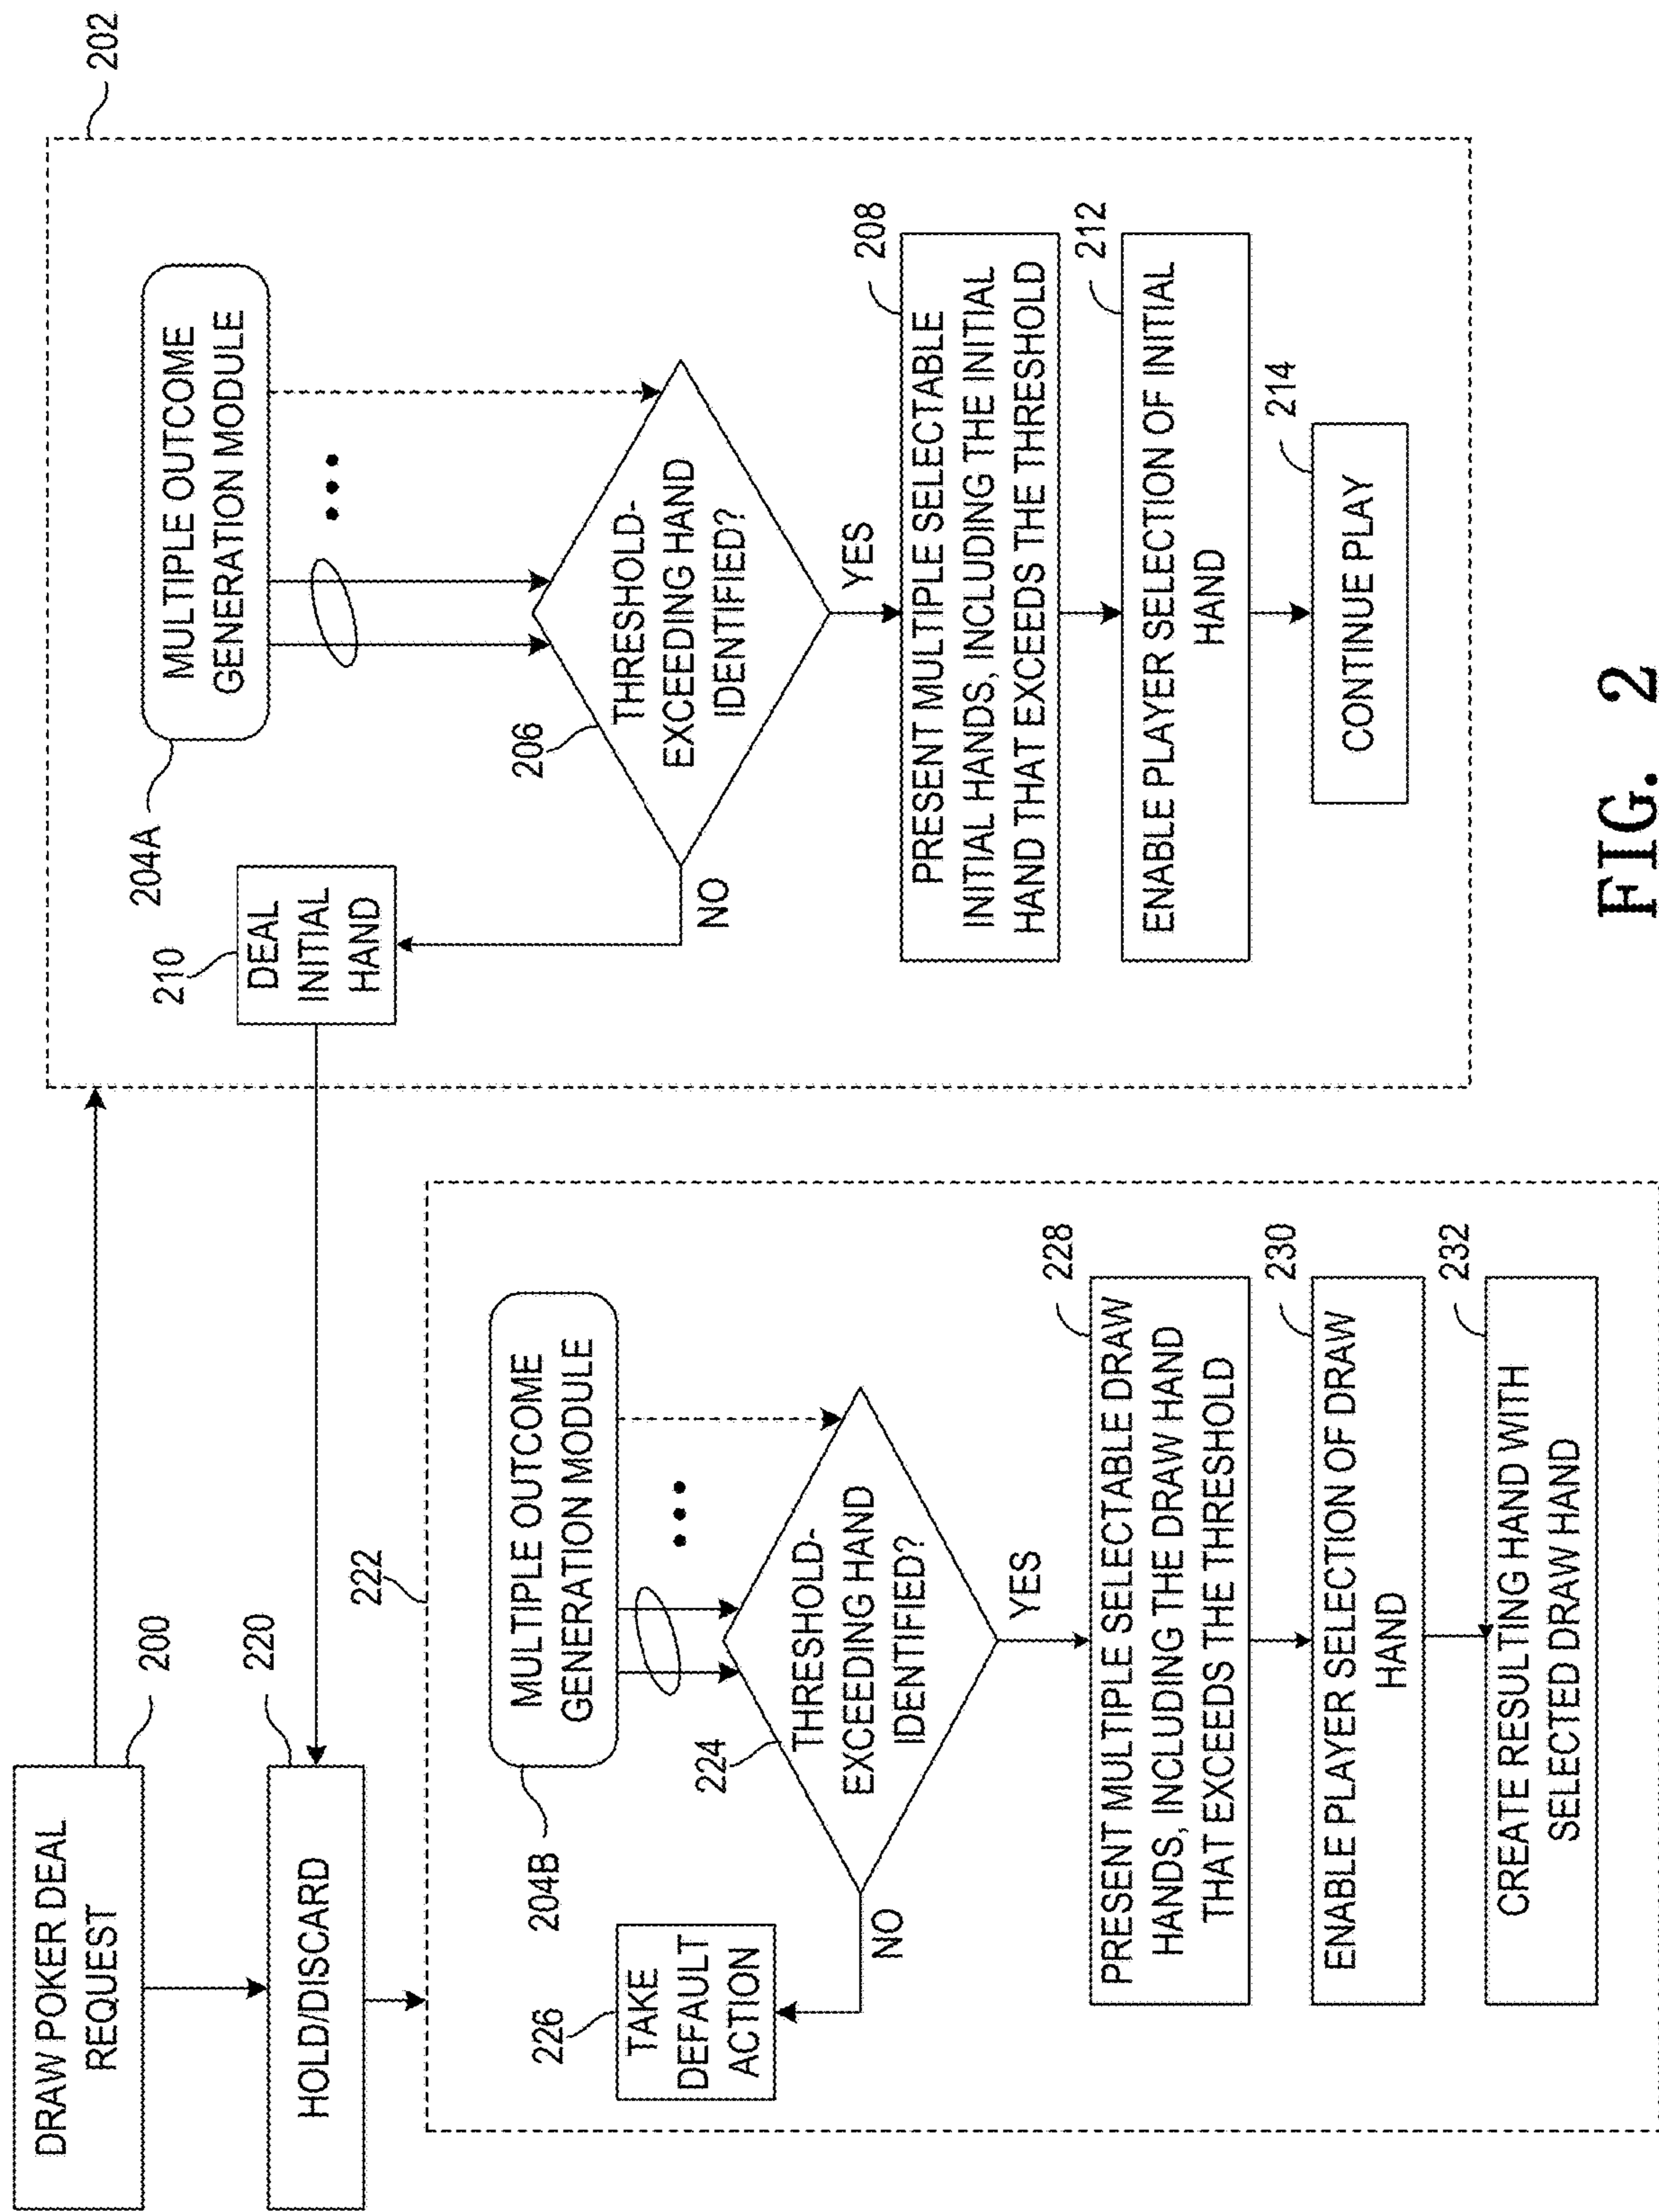 DRAW POKER DEAL
REQUEST
200
HOLD/DISCARD
220
202
204A
MULTIPLE OUTCOME
GENERATION MODULE
206
THRESHOLD-
EXCEEDING HAND
IDENTIFIED?
NO
210
DEAL
INITIAL
HAND
YES
208
PRESENT MULTIPLE SELECTABLE
INITIAL HANDS, INCLUDING THE INITIAL
HAND THAT EXCEEDS THE THRESHOLD
212
ENABLE PLAYER SELECTION OF INITIAL
HAND
214
CONTINUE PLAY
222
204B
MULTIPLE OUTCOME
GENERATION MODULE
224
THRESHOLD-
EXCEEDING HAND
IDENTIFIED?
NO
226
TAKE
DEFAULT
ACTION
YES
228
PRESENT MULTIPLE SELECTABLE DRAW
HANDS, INCLUDING THE DRAW HAND
THAT EXCEEDS THE THRESHOLD
230
ENABLE PLAYER SELECTION OF DRAW
HAND
232
CREATE RESULTING HAND WITH
SELECTED DRAW HAND
FIG. 2